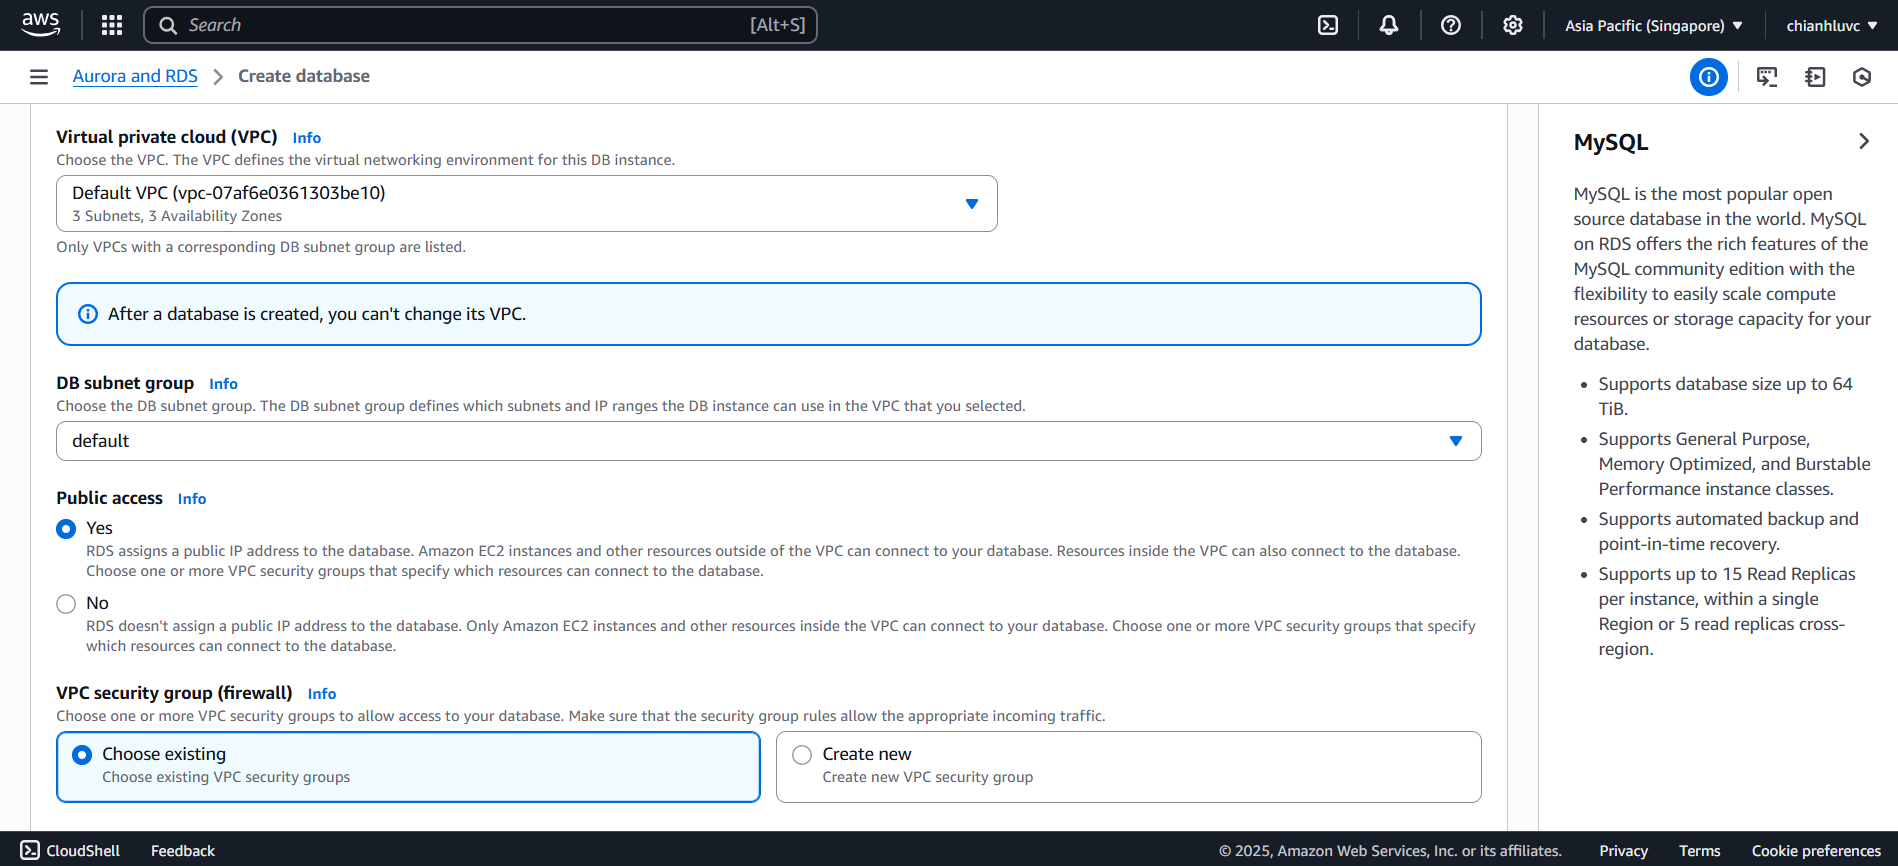 aws
Search
[Alt+S]
Asia Pacific (Singapore)
chianhluvc
Aurora and RDS
Create database
Virtual private cloud (VPC) Info
Choose the VPC. The VPC defines the virtual networking environment for this DB instance.
Default VPC (vpc-07af6e0361303be10)
3 Subnets, 3 Availability Zones
Only VPCs with a corresponding DB subnet group are listed.
After a database is created, you can't change its VPC.
DB subnet group Info
Choose the DB subnet group. The DB subnet group defines which subnets and IP ranges the DB instance can use in the VPC that you selected.
default
Public access Info
Yes
RDS assigns a public IP address to the database. Amazon EC2 instances and other resources outside of the VPC can connect to your database. Resources inside the VPC can also connect to the database.
Choose one or more VPC security groups that specify which resources can connect to the database.
No
RDS doesn't assign a public IP address to the database. Only Amazon EC2 instances and other resources inside the VPC can connect to your database. Choose one or more VPC security groups that specify
which resources can connect to the database.
VPC security group (firewall) Info
Choose one or more VPC security groups to allow access to your database. Make sure that the security group rules allow the appropriate incoming traffic.
Choose existing
Choose existing VPC security groups
Create new
Create new VPC security group
MySQL
MySQL is the most popular open
source database in the world. MySQL
on RDS offers the rich features of the
MySQL community edition with the
flexibility to easily scale compute
resources or storage capacity for your
database.
• Supports database size up to 64
TiB.
• Supports General Purpose,
Memory Optimized, and Burstable
Performance instance classes.
• Supports automated backup and
point-in-time recovery.
• Supports up to 15 Read Replicas
per instance, within a single
Region or 5 read replicas cross-
region.
CloudShell
Feedback
© 2025, Amazon Web Services, Inc. or its affiliates.
Privacy
Terms
Cookie preferences